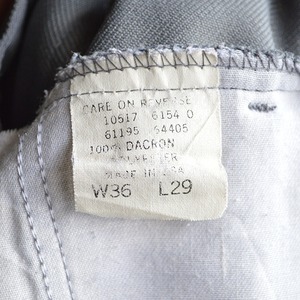 CARE ON REVERSE
10517 6154 0
61195 64405
100% DACRON
POLYESTER
MADE IN USA
W36 L29